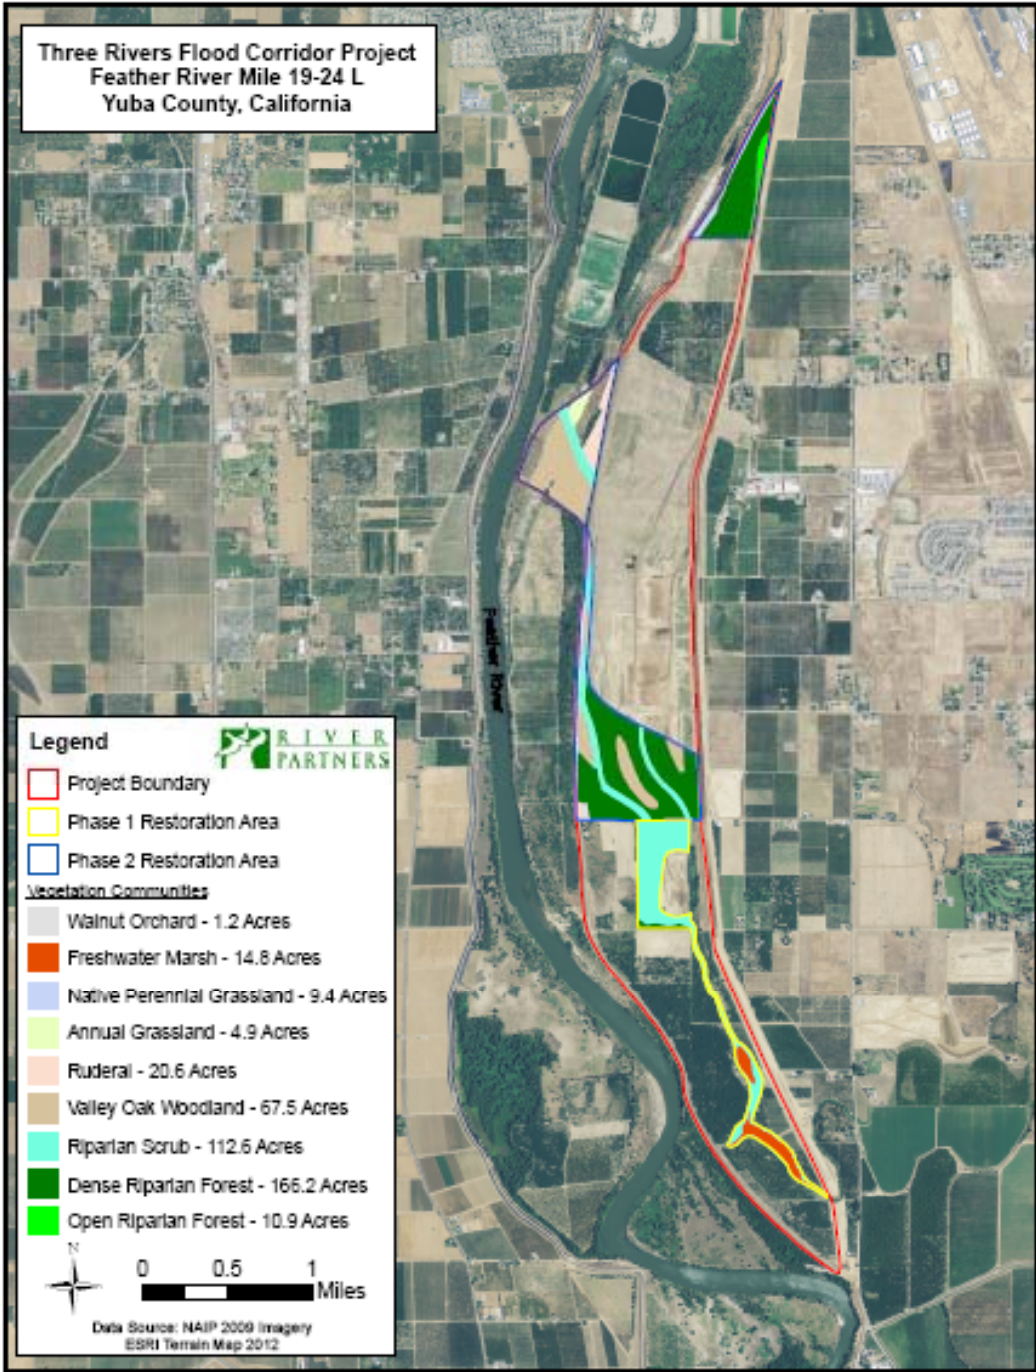 Three Rivers Flood Corridor Project
Feather River Mile 19-24 L
Yuba County, California
Feather River
Legend
RIVER
PARTNERS
Project Boundary
Phase 1 Restoration Area
Phase 2 Restoration Area
Vegetation Communities
Walnut Orchard - 1.2 Acres
Freshwater Marsh - 14.8 Acres
Native Perennial Grassland - 9.4 Acres
Annual Grassland - 4.9 Acres
Ruderal - 20.6 Acres
Valley Oak Woodland - 67.5 Acres
Riparian Scrub - 112.6 Acres
Dense Riparian Forest - 166.2 Acres
Open Riparian Forest - 10.9 Acres
N
0 0.5 1
Miles
Data Source: NAIP 2009 Imagery
ESRI Terrain Map 2012